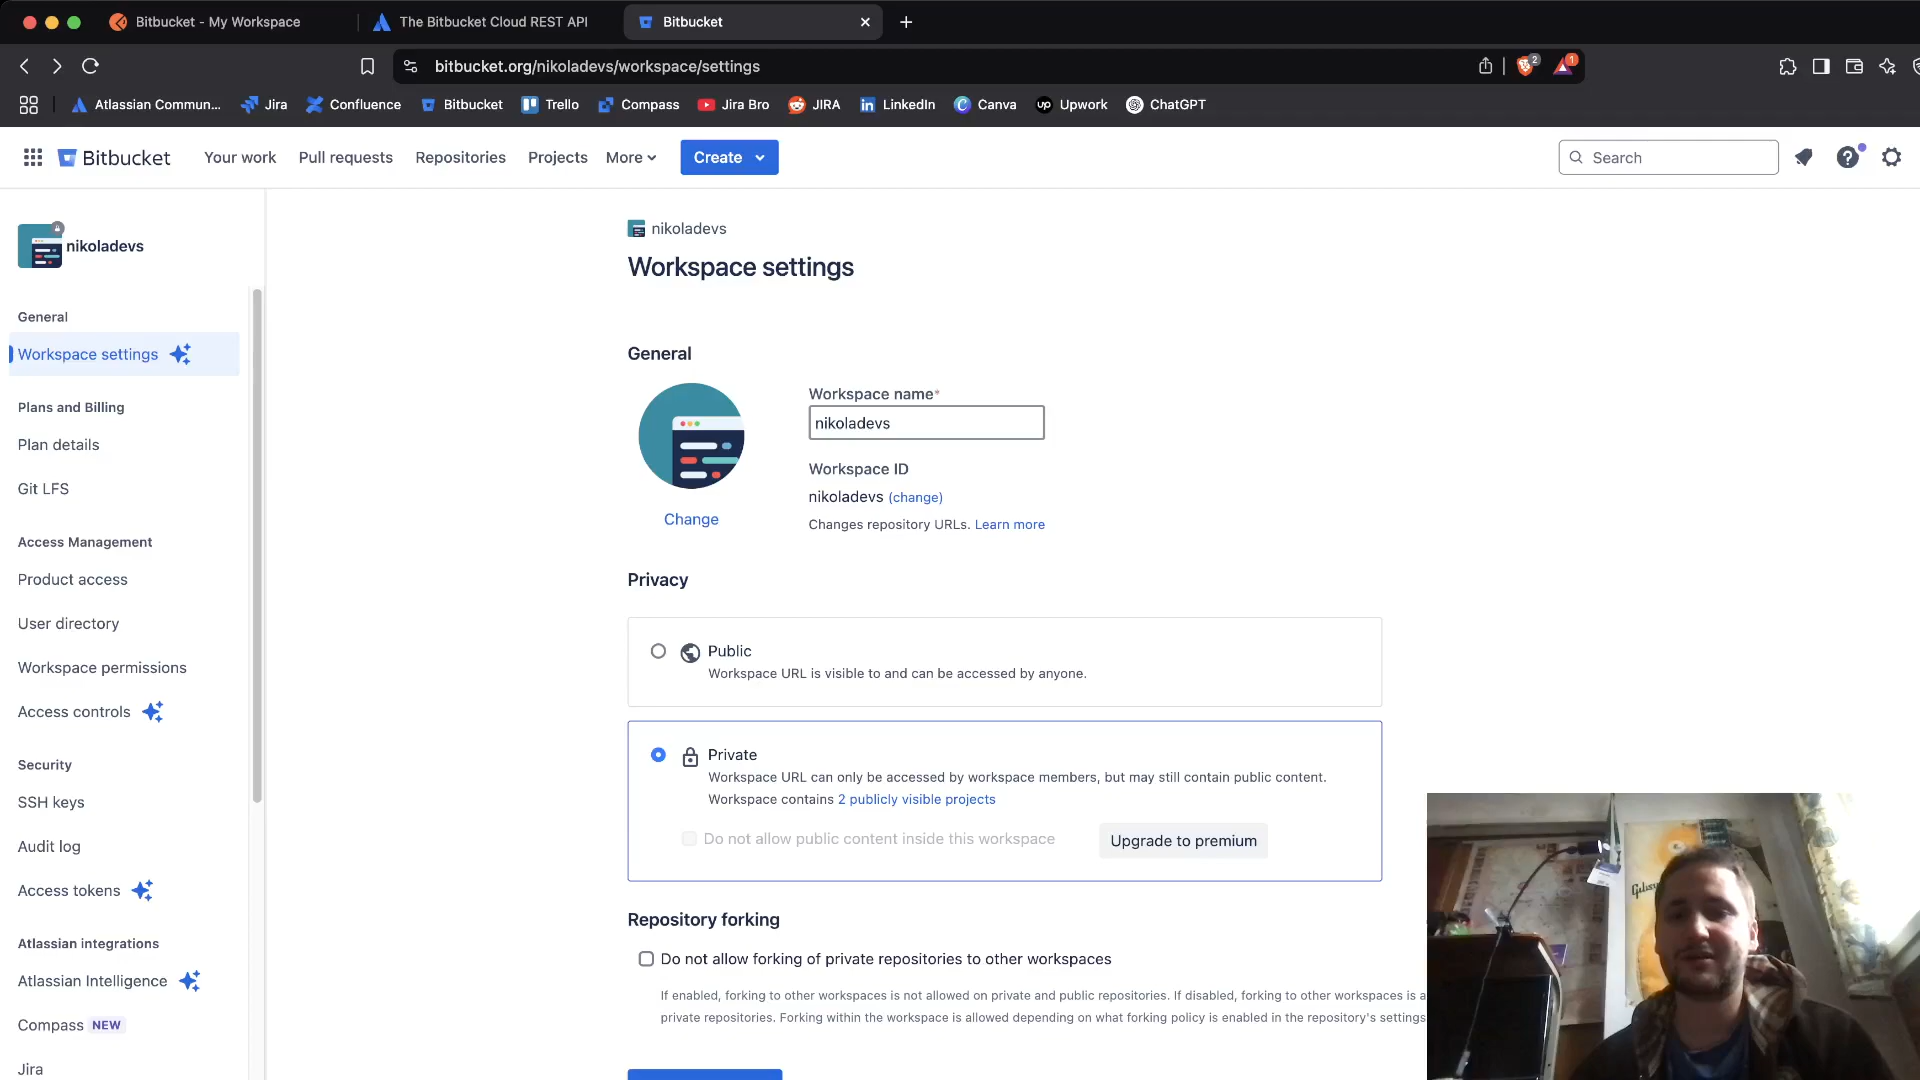 Bitbucket - My Workspace
The Bitbucket Cloud REST API
Bitbucket
bitbucket.org/nikoladevs/workspace/settings
2
1
Atlassian Commun...
Jira
Confluence
Bitbucket
Trello
Compass
Jira Bro
JIRA
LinkedIn
Canva
up
Upwork
ChatGPT
Bitbucket
Your work
Pull requests
Repositories
Projects
More
Create
Search
nikoladevs
General
Workspace settings
Plans and Billing
Plan details
Git LFS
Access Management
Product access
User directory
Workspace permissions
Access controls
Security
SSH keys
Audit log
Access tokens
Atlassian integrations
Atlassian Intelligence
Compass NEW
Jira
nikoladevs
Workspace settings
General
Change
Workspace name*
nikoladevs
Workspace ID
nikoladevs (change)
Changes repository URLs. Learn more
Privacy
Public
Workspace URL is visible to and can be accessed by anyone.
Private
Workspace URL can only be accessed by workspace members, but may still contain public content.
Workspace contains 2 publicly visible projects
Do not allow public content inside this workspace
Upgrade to premium
Repository forking
Do not allow forking of private repositories to other workspaces
If enabled, forking to other workspaces is not allowed on private and public repositories. If disabled, forking to other workspaces is a
private repositories. Forking within the workspace is allowed depending on what forking policy is enabled in the repository's settings
Gibson